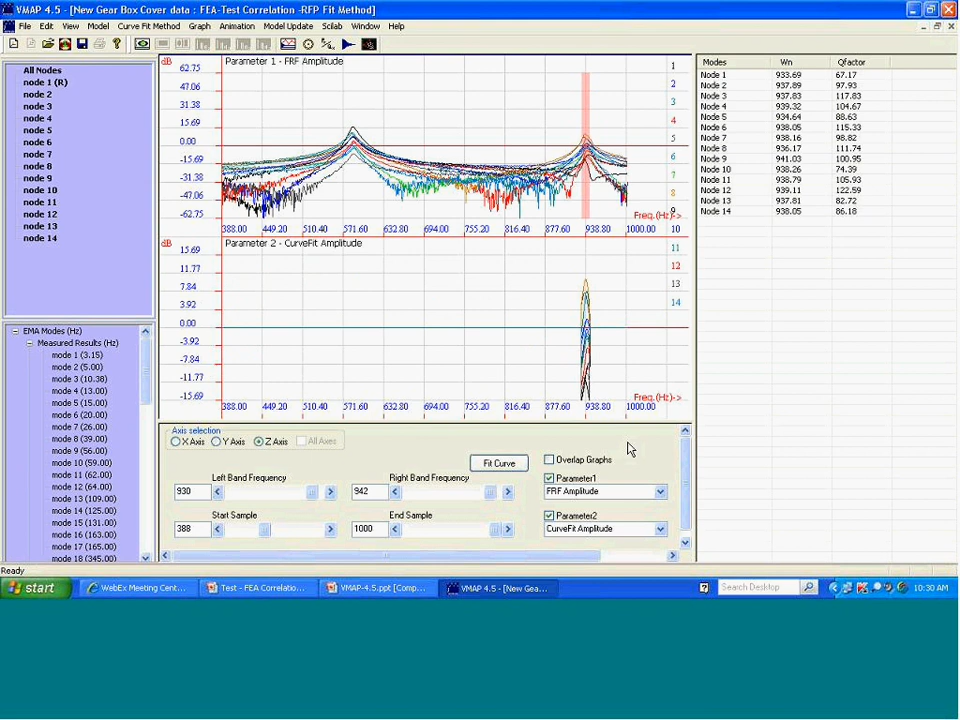 VMAP 4.5 - [New Gear Box Cover data : FEA-Test Correlation -RFP Fit Method]
File Edit View Model Curve Fit Method Graph Animation Model Update Scilab Window Help
All Nodes
node 1 (R)
node 2
node 3
node 4
node 5
node 6
node 7
node 8
node 9
node 10
node 11
node 12
node 13
node 14
EMA Modes (Hz)
Measured Results (Hz)
mode 1 (3.15)
mode 2 (5.00)
mode 3 (10.38)
mode 4 (13.00)
mode 5 (15.00)
mode 6 (20.00)
mode 7 (26.00)
mode 8 (39.00)
mode 9 (56.00)
mode 10 (59.00)
mode 11 (62.00)
mode 12 (64.00)
mode 13 (109.00)
mode 14 (125.00)
mode 15 (131.00)
mode 16 (163.00)
mode 17 (165.00)
mode 18 (345.00)
dB Parameter 1 - FRF Amplitude
62.75
47.06
31.38
15.69
0.00
-15.69
-31.38
-47.06
-62.75
1
2
3
4
5
6
7
8
9
10
11
12
13
14
Freq.(Hz)->
388.00 449.20 510.40 571.60 632.80 694.00 755.20 816.40 877.60 938.80 1000.00
dB Parameter 2 - CurveFit Amplitude
15.69
11.77
7.84
3.92
0.00
-3.92
-7.84
-11.77
-15.69
Freq.(Hz)->
388.00 449.20 510.40 571.60 632.80 694.00 755.20 816.40 877.60 938.80 1000.00
Axis selection
X Axis Y Axis Z Axis All Axes
Fit Curve
Overlap Graphs
Left Band Frequency Right Band Frequency
Parameter1
930 942 FRF Amplitude
Start Sample End Sample
Parameter2
388 1000 CurveFit Amplitude
Modes Wn Qfactor
Node 1 933.69 67.17
Node 2 937.89 97.93
Node 3 937.83 117.83
Node 4 939.32 104.67
Node 5 934.64 88.63
Node 6 938.05 115.33
Node 7 938.16 98.82
Node 8 936.17 111.74
Node 9 941.03 100.95
Node 10 938.26 74.39
Node 11 938.79 105.93
Node 12 939.11 122.59
Node 13 937.81 82.72
Node 14 938.05 86.18
Ready
start WebEx Meeting Cent... Test - FEA Correlatio... VMAP-4.5.ppt [Comp... VMAP 4.5 - [New Gea... Search Desktop 10:30 AM